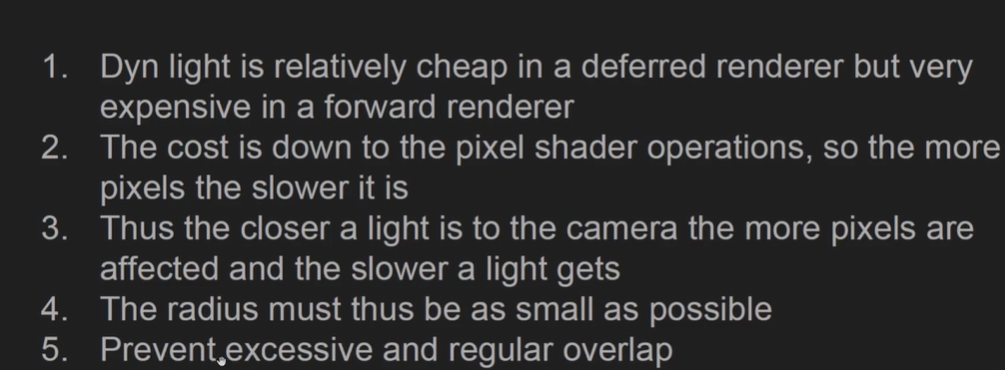 1. Dyn light is relatively cheap in a deferred renderer but very
expensive in a forward renderer
2. The cost is down to the pixel shader operations, so the more
pixels the slower it is
3. Thus the closer a light is to the camera the more pixels are
affected and the slower a light gets
4. The radius must thus be as small as possible
5. Prevent excessive and regular overlap